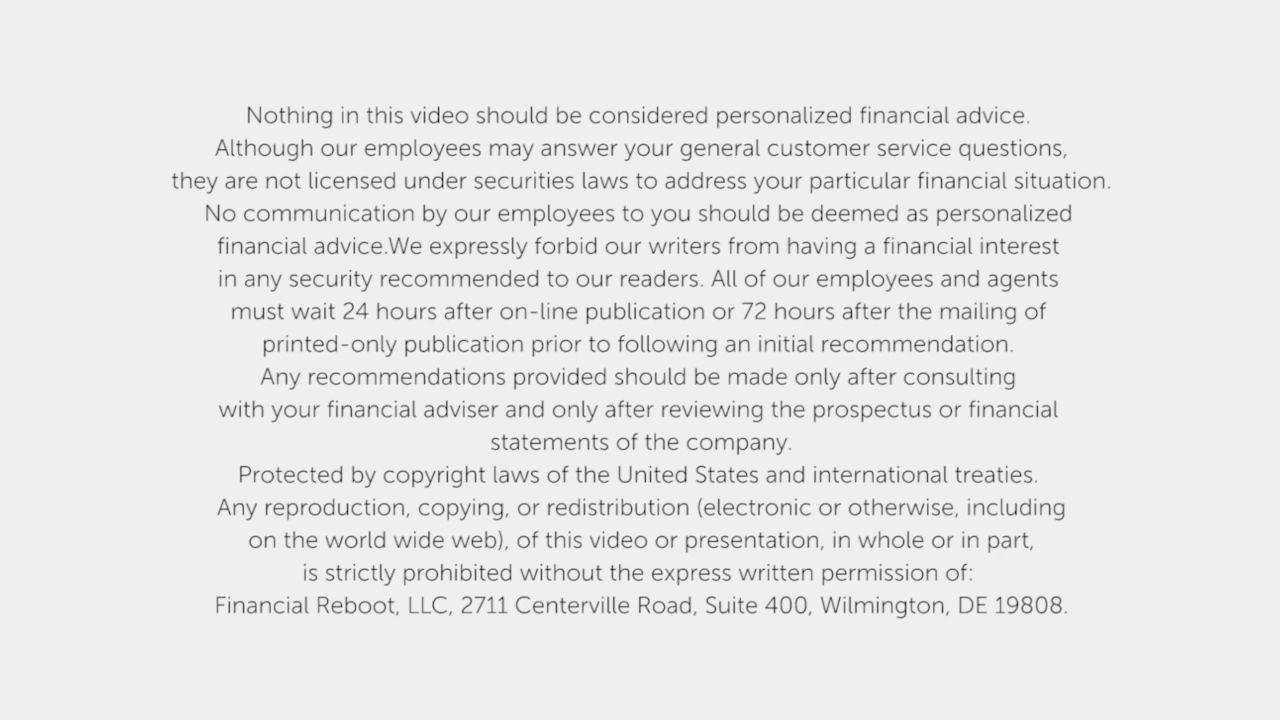 Nothing in this video should be considered personalized financial advice.
Although our employees may answer your general customer service questions,
they are not licensed under securities laws to address your particular financial situation.
No communication by our employees to you should be deemed as personalized
financial advice.We expressly forbid our writers from having a financial interest
in any security recommended to our readers. All of our employees and agents
must wait 24 hours after on-line publication or 72 hours after the mailing of
printed-only publication prior to following an initial recommendation.
Any recommendations provided should be made only after consulting
with your financial adviser and only after reviewing the prospectus or financial
statements of the company.
Protected by copyright laws of the United States and international treaties.
Any reproduction, copying, or redistribution (electronic or otherwise, including
on the world wide web), of this video or presentation, in whole or in part,
is strictly prohibited without the express written permission of:
Financial Reboot, LLC, 2711 Centerville Road, Suite 400, Wilmington, DE 19808.